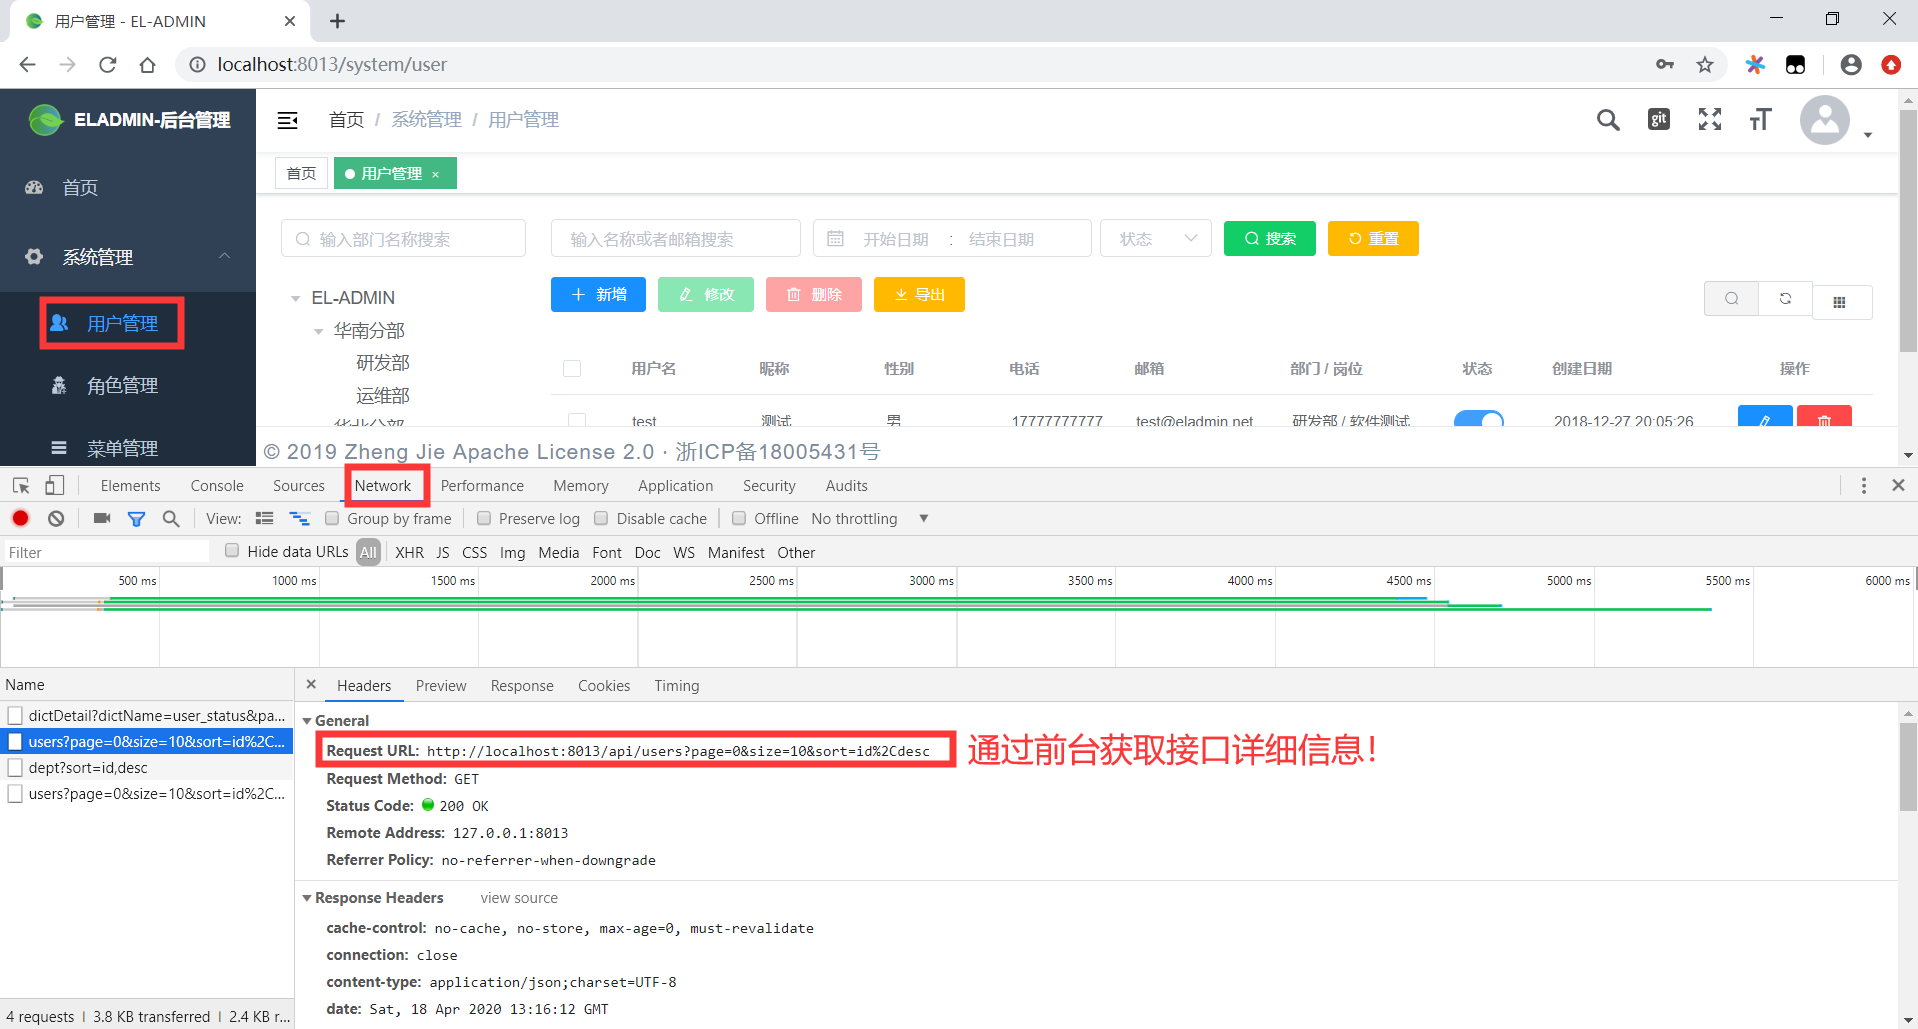 用户管理 - EL-ADMIN
localhost:8013/system/user
ELADMIN-后台管理
首页 / 系统管理 / 用户管理
git
首页
系统管理
用户管理
角色管理
菜单管理
首页 用户管理 ×
输入部门名称搜索
输入名称或者邮箱搜索 开始日期 : 结束日期 状态 搜索 重置
EL-ADMIN
华南分部
研发部
运维部
华北分部
新增 修改 删除 导出
用户名 昵称 性别 电话 邮箱 部门 / 岗位 状态 创建日期 操作
test 测试 男 17777777777 test@eladmin.net 研发部 / 软件测试 2018-12-27 20:05:26
© 2019 Zheng Jie Apache License 2.0 · 浙ICP备18005431号
Elements Console Sources Network Performance Memory Application Security Audits
View: Group by frame Preserve log Disable cache Offline No throttling
Filter Hide data URLs All XHR JS CSS Img Media Font Doc WS Manifest Other
500 ms 1000 ms 1500 ms 2000 ms 2500 ms 3000 ms 3500 ms 4000 ms 4500 ms 5000 ms 5500 ms 6000 ms
Name
dictDetail?dictName=user_status&pa...
users?page=0&size=10&sort=id%2C...
dept?sort=id,desc
users?page=0&size=10&sort=id%2C...
4 requests 3.8 KB transferred 2.4 KB r...
Headers Preview Response Cookies Timing
General
Request URL: http://localhost:8013/api/users?page=0&size=10&sort=id%2Cdesc
通过前台获取接口详细信息！
Request Method: GET
Status Code: 200 OK
Remote Address: 127.0.0.1:8013
Referrer Policy: no-referrer-when-downgrade
Response Headers view source
cache-control: no-cache, no-store, max-age=0, must-revalidate
connection: close
content-type: application/json;charset=UTF-8
date: Sat, 18 Apr 2020 13:16:12 GMT